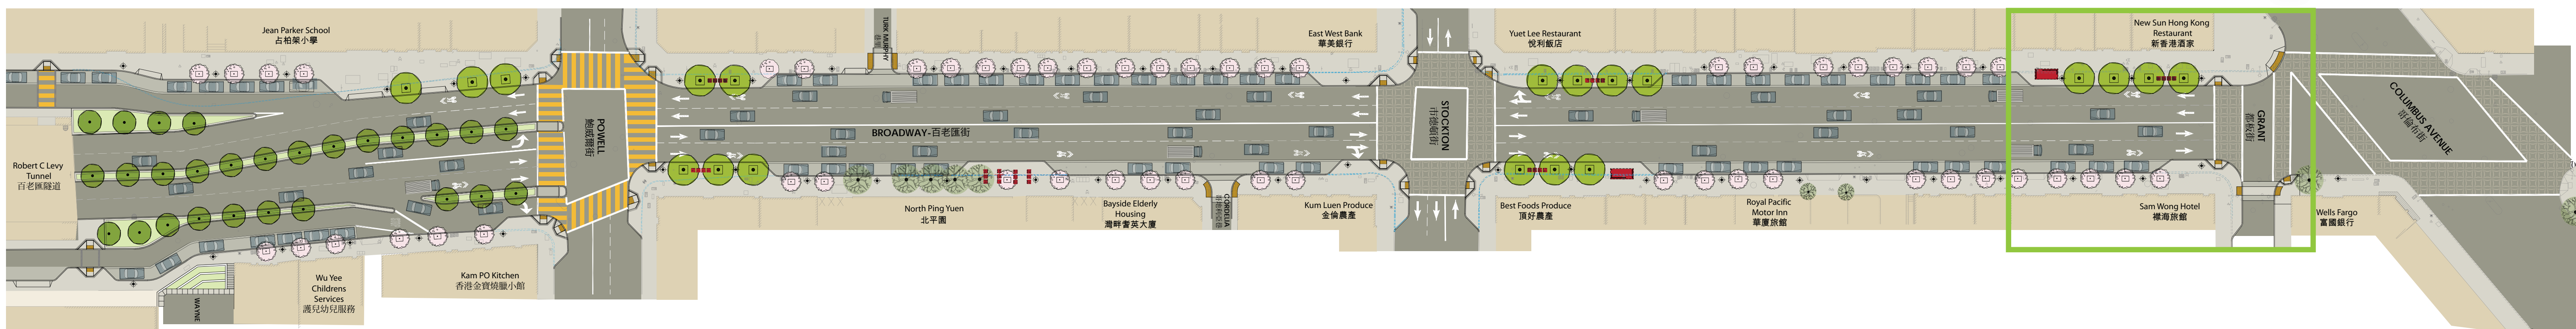 Jean Parker School
占柏架小學
TURK MURPHY
East West Bank
華美銀行
Yuet Lee Restaurant
悅利飯店
New Sun Hong Kong
Restaurant
新香港酒家
Robert C Levy
Tunnel
百老匯隧道
POWELL
鮑威爾街
BROADWAY-百老匯街
STOCKTON
市德頓街
GRANT
都板街
COLUMBUS AVENUE
哥倫布街
North Ping Yuen
北平園
Bayside Elderly
Housing
灣畔耆英大廈
CORDELIA
Kum Luen Produce
金倫農產
Best Foods Produce
頂好農產
Royal Pacific
Motor Inn
華廈旅館
Sam Wong Hotel
襟海旅館
Wells Fargo
富國銀行
WAYNE
Wu Yee
Childrens
Services
護兒幼兒服務
Kam PO Kitchen
香港金寶燒臘小館